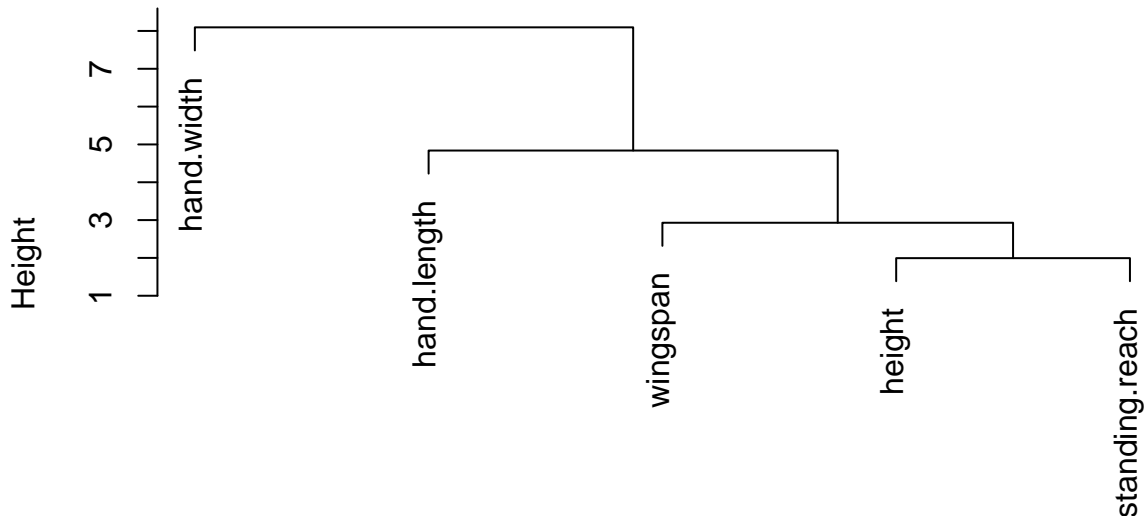 Height
1
3
5
7
hand.width
hand.length
wingspan
height
standing.reach